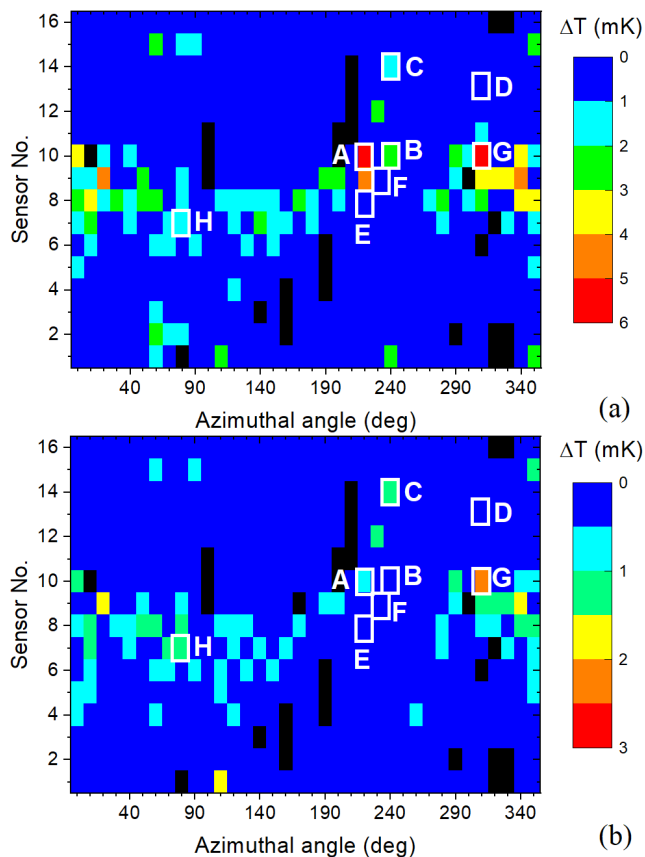 ΔT (mK)
16
14
12
10
8
6
4
2
Sensor No.
A
B
C
D
E
F
G
H
40 90 140 190 240 290 340
Azimuthal angle (deg)
0
1
2
3
4
5
6
(a)
ΔT (mK)
16
14
12
10
8
6
4
2
Sensor No.
A
B
C
D
E
F
G
H
40 90 140 190 240 290 340
Azimuthal angle (deg)
0
1
2
3
(b)